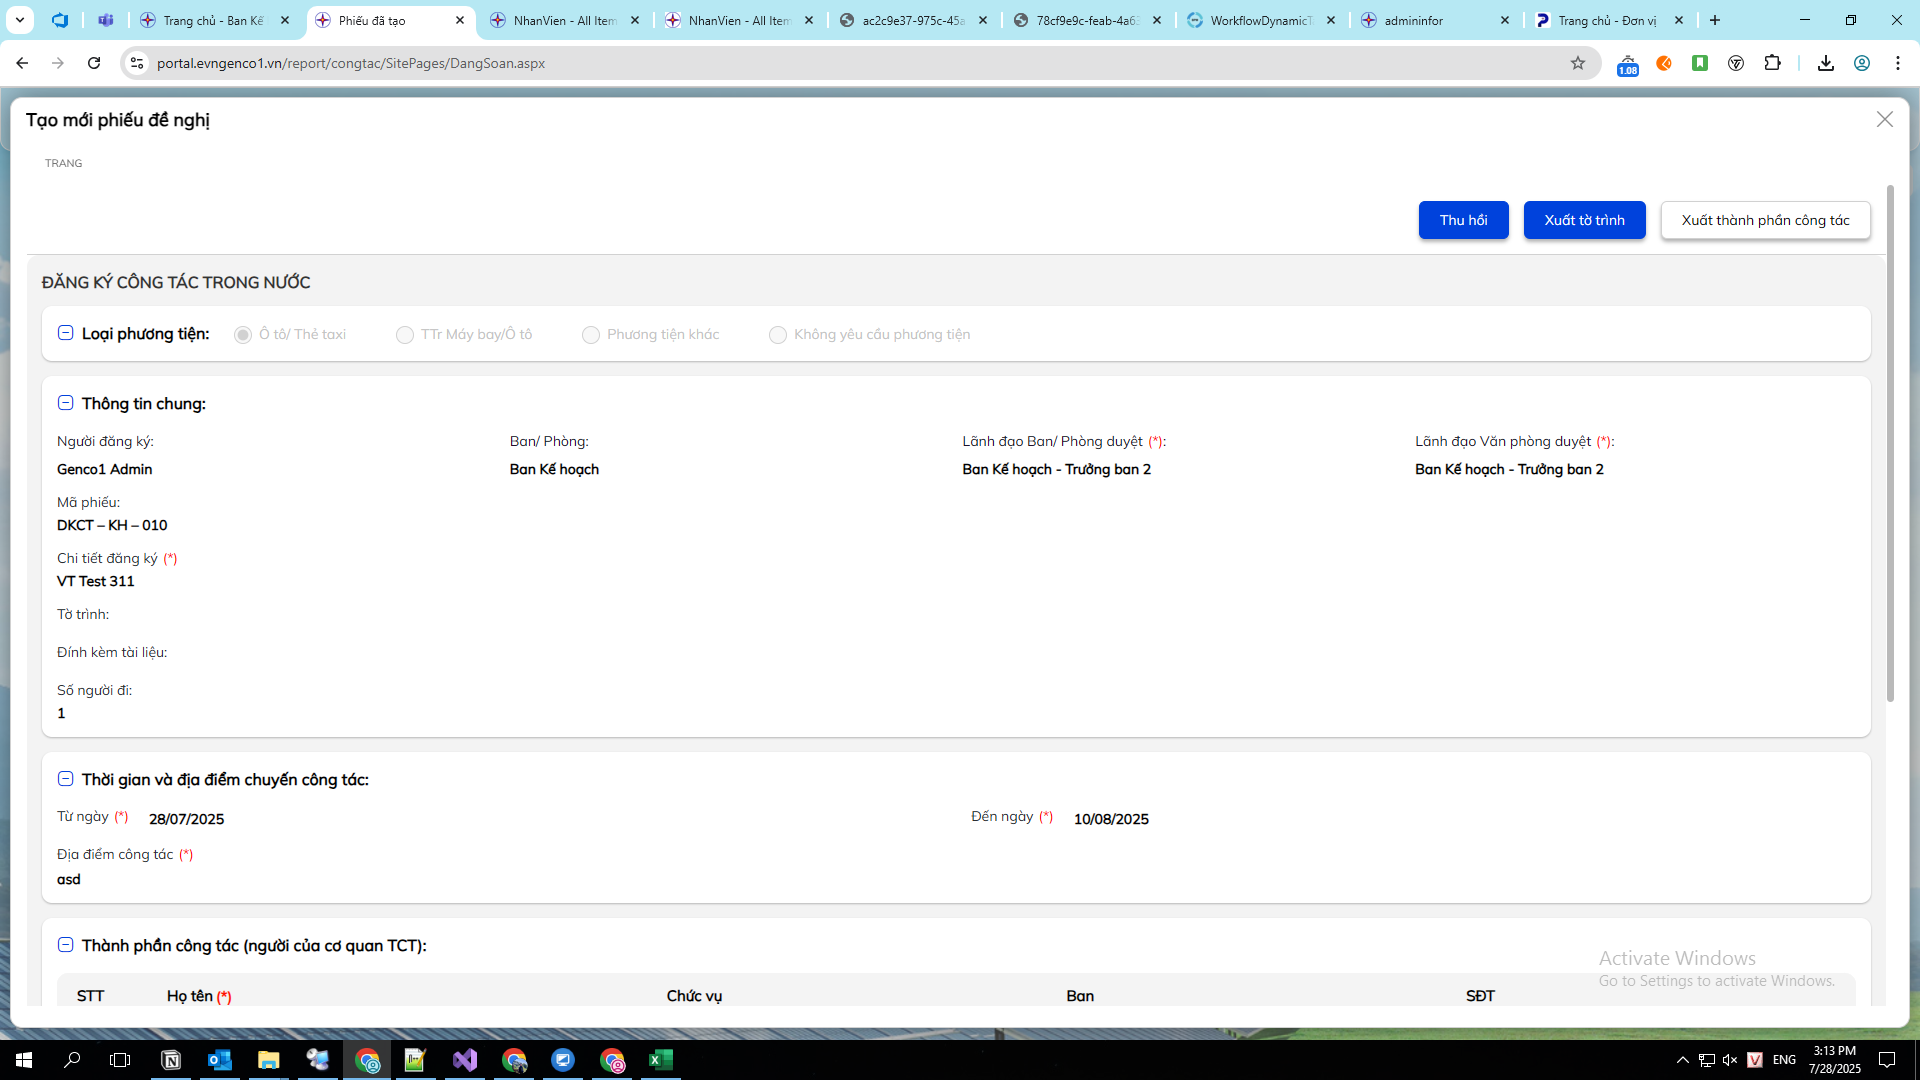 Trang chủ - Ban Kế
Phiếu đã tạo
NhanVien - All Item
NhanVien - All Item
ac2c9e37-975c-45a
78cf9e9c-feab-4a63
WorkflowDynamicT
admininfor
Trang chủ - Đơn vị
portal.evngenco1.vn/report/congtac/SitePages/DangSoan.aspx
1.08
Tạo mới phiếu đề nghị
TRANG
Thu hồi
Xuất tờ trình
Xuất thành phần công tác
ĐĂNG KÝ CÔNG TÁC TRONG NƯỚC
Loại phương tiện:
Ô tô/ Thẻ taxi
TTr Máy bay/Ô tô
Phương tiện khác
Không yêu cầu phương tiện
Thông tin chung:
Người đăng ký:
Ban/ Phòng:
Lãnh đạo Ban/ Phòng duyệt (*):
Lãnh đạo Văn phòng duyệt (*):
Genco1 Admin
Ban Kế hoạch
Ban Kế hoạch - Trưởng ban 2
Ban Kế hoạch - Trưởng ban 2
Mã phiếu:
DKCT – KH – 010
Chi tiết đăng ký (*)
VT Test 311
Tờ trình:
Đính kèm tài liệu:
Số người đi:
1
Thời gian và địa điểm chuyến công tác:
Từ ngày (*) 28/07/2025
Đến ngày (*) 10/08/2025
Địa điểm công tác (*)
asd
Thành phần công tác (người của cơ quan TCT):
STT
Họ tên (*)
Chức vụ
Ban
SĐT
Activate Windows
Go to Settings to activate Windows.
ENG
3:13 PM
7/28/2025